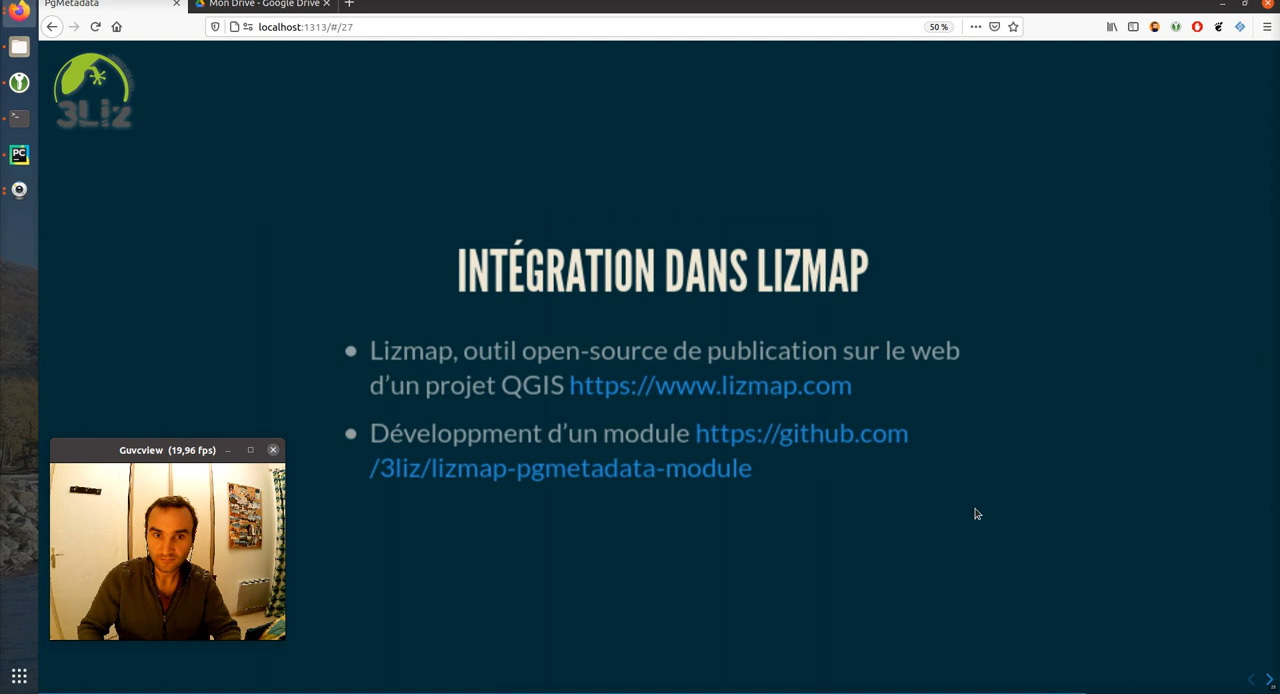 PgMetadata
Mon Drive - Google Drive
localhost:1313/#/27
50 %
3Liz
INTÉGRATION DANS LIZMAP
Lizmap, outil open-source de publication sur le web
d'un projet QGIS https://www.lizmap.com
Développment d'un module https://github.com
/3liz/lizmap-pgmetadata-module
Guvcview (19,96 fps)
PC